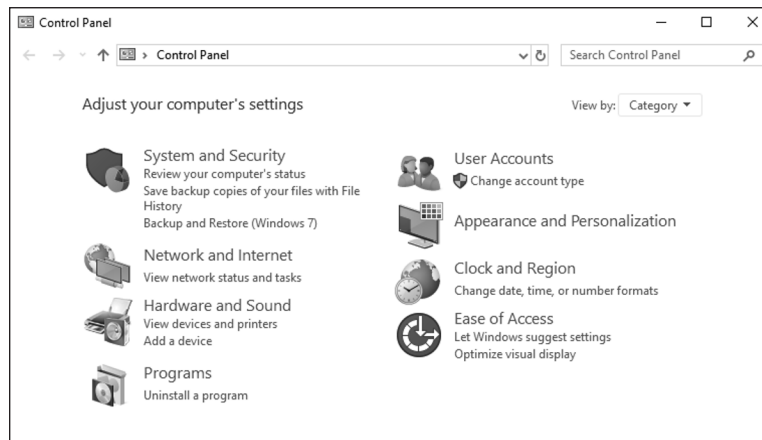 Control Panel
Control Panel
Search Control Panel
Adjust your computer's settings
View by: Category
System and Security
Review your computer's status
Save backup copies of your files with File
History
Backup and Restore (Windows 7)
Network and Internet
View network status and tasks
Hardware and Sound
View devices and printers
Add a device
Programs
Uninstall a program
User Accounts
Change account type
Appearance and Personalization
Clock and Region
Change date, time, or number formats
Ease of Access
Let Windows suggest settings
Optimize visual display